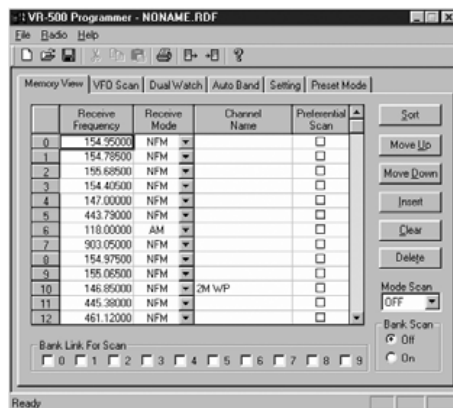 VR-500 Programmer - NONAME.RDF
File Radio Help
Memory View VFO Scan Dual Watch Auto Band Setting Preset Mode
Receive Frequency Receive Mode Channel Name Preferential Scan
0 154.95000 NFM
1 154.78500 NFM
2 155.68500 NFM
3 154.40500 NFM
4 147.00000 NFM
5 443.79000 NFM
6 118.00000 AM
7 903.05000 NFM
8 154.97500 NFM
9 155.06500 NFM
10 146.85000 NFM 2M WP
11 445.38000 NFM
12 461.12000 NFM
Sort
Move Up
Move Down
Insert
Clear
Delete
Mode Scan
OFF
Bank Scan
Off
On
Bank Link For Scan
0 1 2 3 4 5 6 7 8 9
Ready